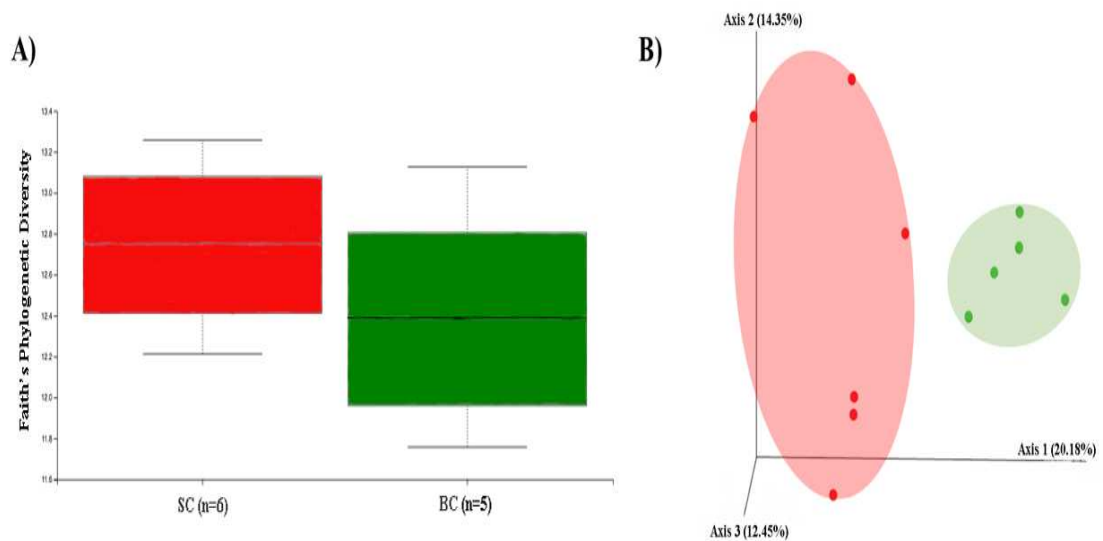 A)
Faith's Phylogenetic Diversity
13.4
13.2
13.0
12.8
12.6
12.4
12.2
12.0
11.8
11.6
SC (n=6)
BC (n=5)
B)
Axis 2 (14.35%)
Axis 1 (20.18%)
Axis 3 (12.45%)